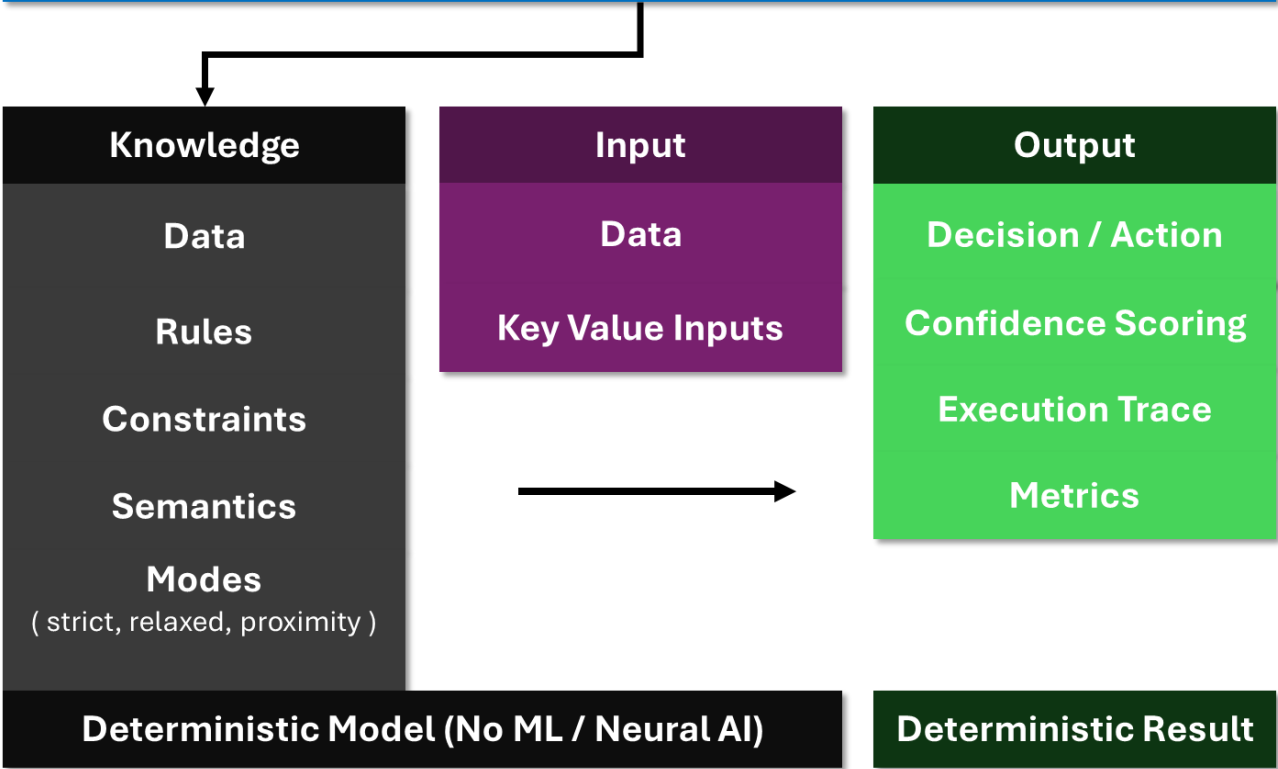 Knowledge
Data
Rules
Constraints
Semantics
Modes
( strict, relaxed, proximity )
Input
Data
Key Value Inputs
Output
Decision / Action
Confidence Scoring
Execution Trace
Metrics
Deterministic Model (No ML / Neural AI)
Deterministic Result